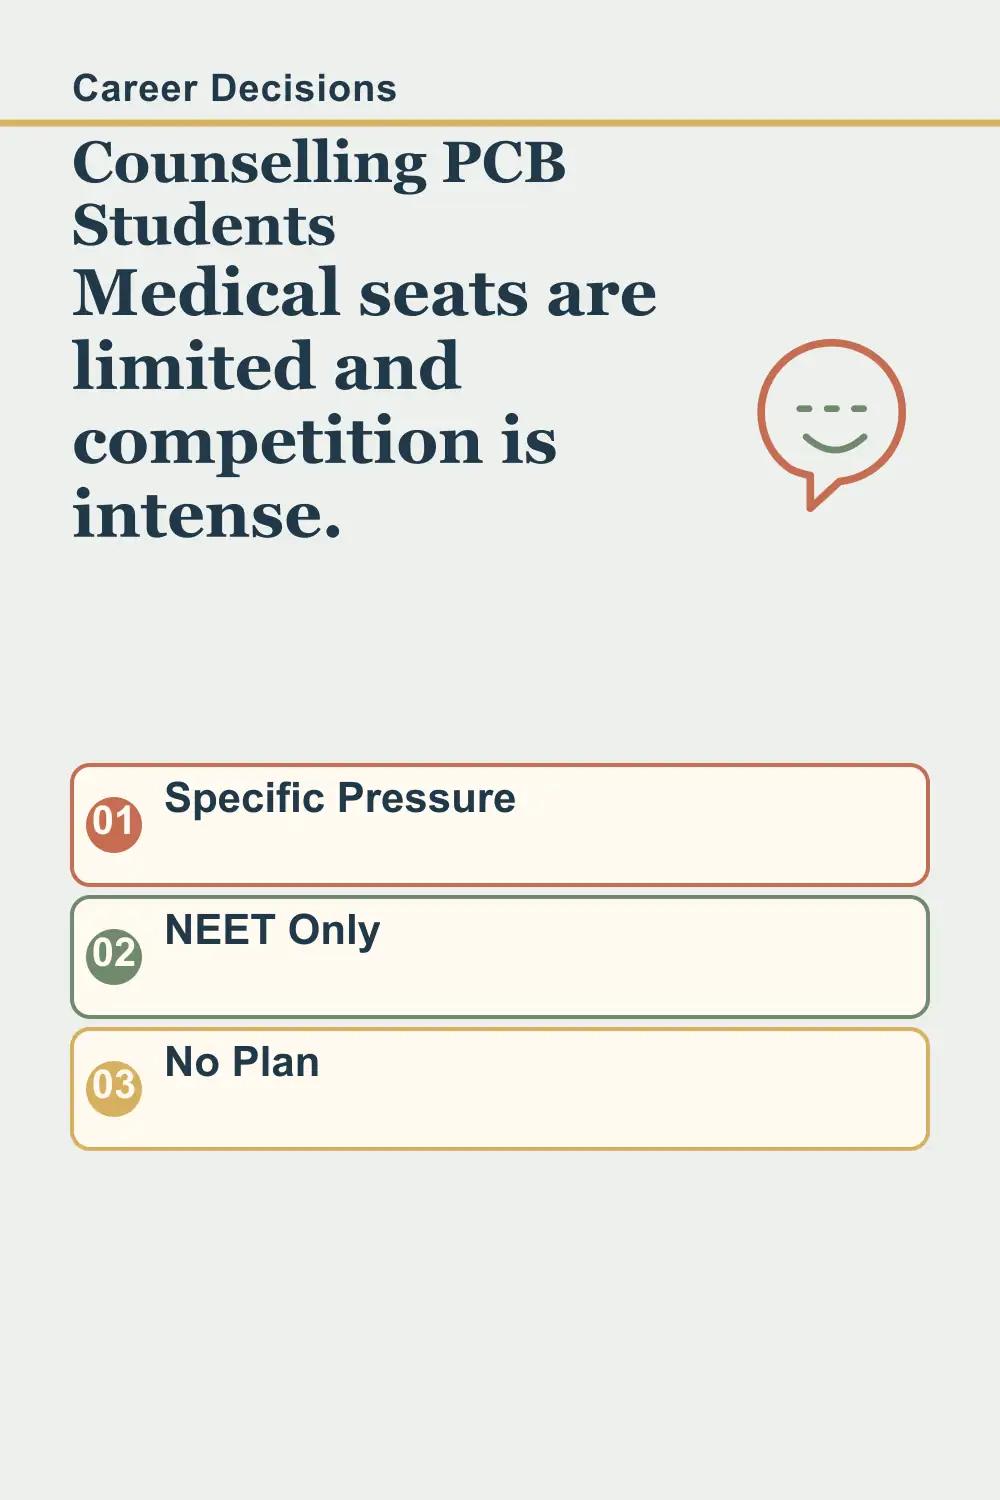 Career Decisions
Counselling PCB
Students
Medical seats are
limited and
competition is
intense.
01
Specific Pressure
02
NEET Only
03
No Plan